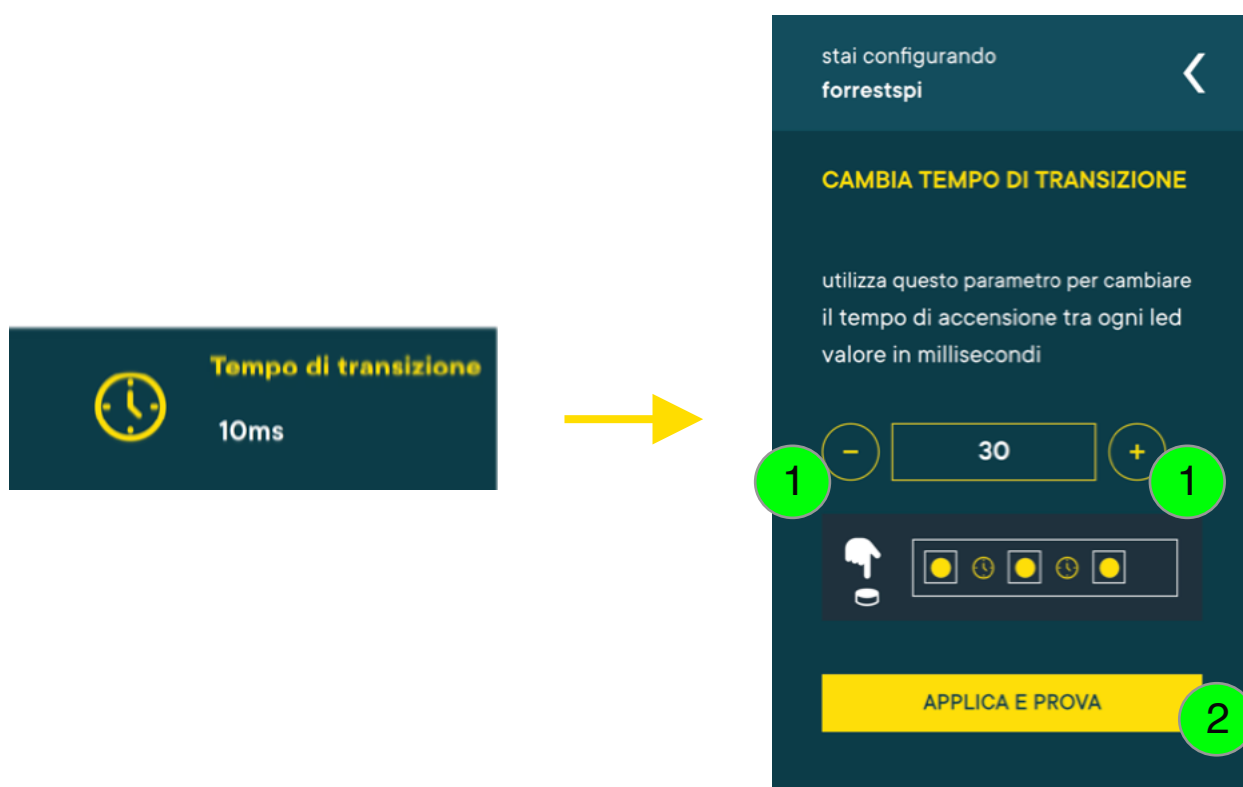 Tempo di transizione
10ms
stai configurando
forrestspi
CAMBIA TEMPO DI TRANSIZIONE
utilizza questo parametro per cambiare
il tempo di accensione tra ogni led
valore in millisecondi
− 30 +
1 1
APPLICA E PROVA
2